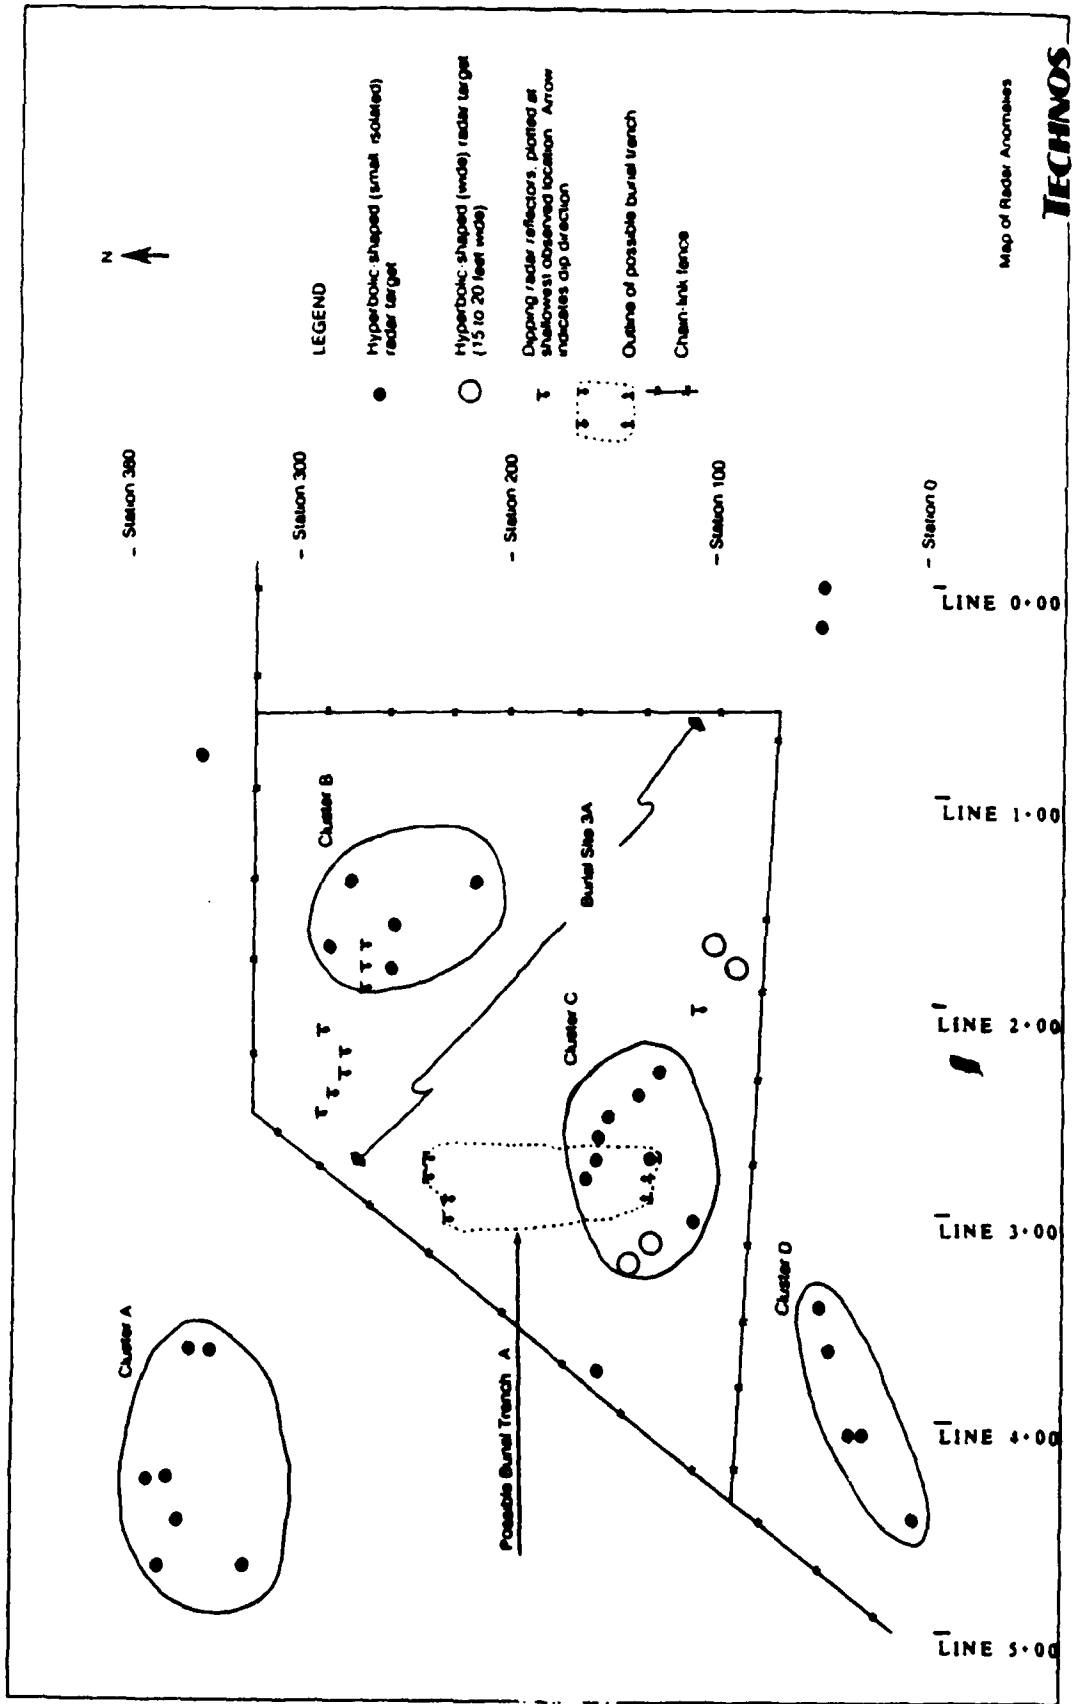 N
LEGEND
Hyperbolic-shaped (small isolated)
radar target
Hyperbolic-shaped (wide) radar target
(15 to 20 feet wide)
Dipping radar reflectors, plotted at
shallowest observed location Arrow
indicates dip direction
Outline of possible burial trench
Chain-link fence
– Station 380
– Station 300
– Station 200
– Station 100
– Station 0
Cluster A
Cluster B
Burial Site 3A
Cluster C
Possible Burial Trench A
Cluster D
LINE 5+00
LINE 4+00
LINE 3+00
LINE 2+00
LINE 1+00
LINE 0+00
Map of Radar Anomalies
TECHNOS